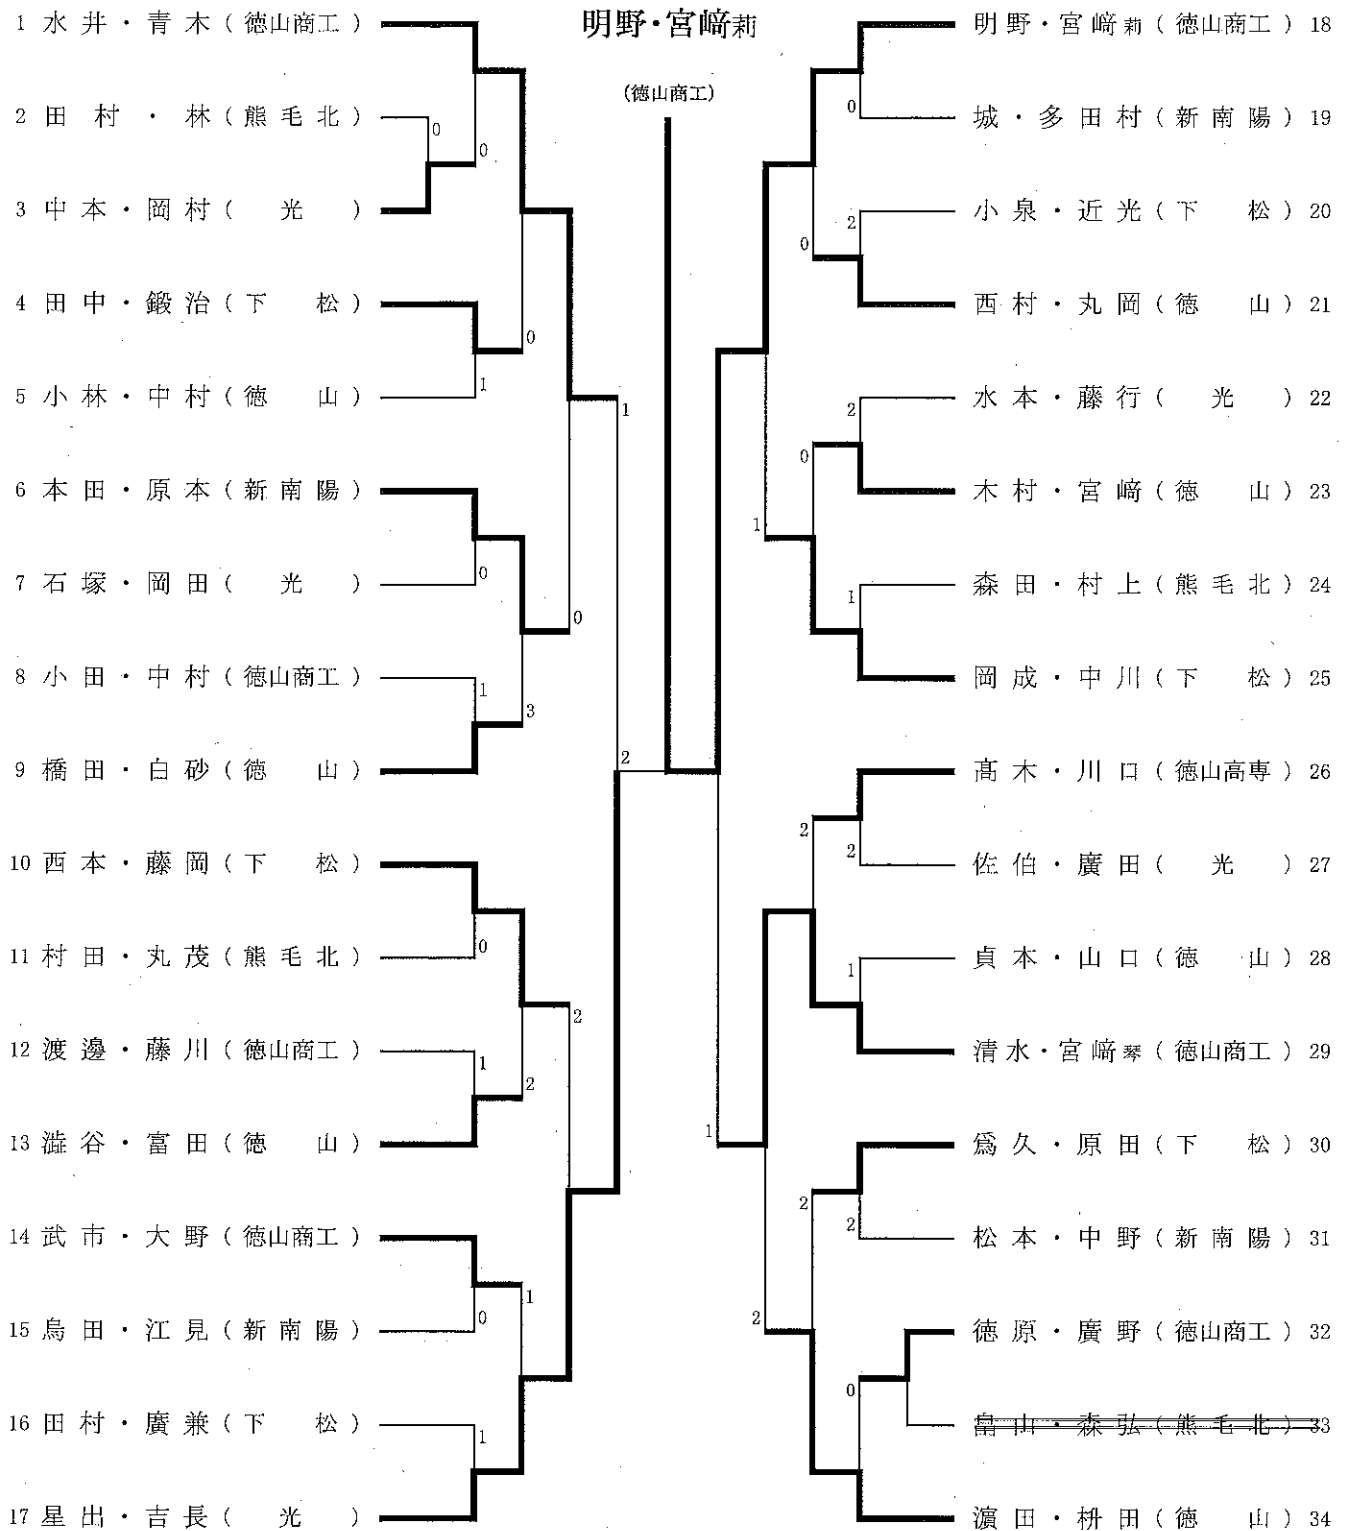 明野・宮﨑莉
(徳山商工)
1 水井・青木(徳山商工)
2 田村・林(熊毛北)
3 中本・岡村(光)
4 田中・鍛治(下松)
5 小林・中村(徳山)
6 本田・原本(新南陽)
7 石塚・岡田(光)
8 小田・中村(徳山商工)
9 橋田・白砂(徳山)
10 西本・藤岡(下松)
11 村田・丸茂(熊毛北)
12 渡邊・藤川(徳山商工)
13 澁谷・富田(徳山)
14 武市・大野(徳山商工)
15 鳥田・江見(新南陽)
16 田村・廣兼(下松)
17 星出・吉長(光)
0
0
0
1
1
0
0
1
3
2
0
2
1
2
1
0
1
明野・宮﨑莉(徳山商工) 18
城・多田村(新南陽) 19
小泉・近光(下松) 20
西村・丸岡(徳山) 21
水本・藤行(光) 22
木村・宮﨑(徳山) 23
森田・村上(熊毛北) 24
岡成・中川(下松) 25
髙木・川口(徳山高専) 26
佐伯・廣田(光) 27
貞本・山口(徳山) 28
清水・宮﨑琴(徳山商工) 29
爲久・原田(下松) 30
松本・中野(新南陽) 31
徳原・廣野(徳山商工) 32
畠山・森弘(熊毛北) 33
濵田・枡田(徳山) 34
0
2
0
2
0
1
1
2
2
1
1
2
2
2
0